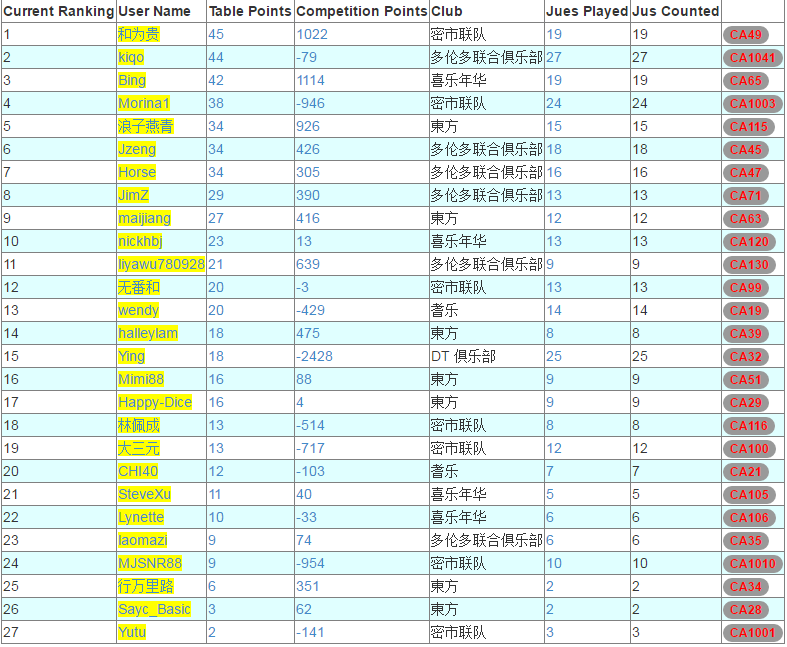 Current Ranking User Name Table Points Competition Points Club Jues Played Jus Counted
1 和为贵 45 1022 密市联队 19 19 CA49
2 kiqo 44 -79 多伦多联合俱乐部 27 27 CA1041
3 Bing 42 1114 喜乐年华 19 19 CA65
4 Morina1 38 -946 密市联队 24 24 CA1003
5 浪子燕青 34 926 東方 15 15 CA115
6 Jzeng 34 426 多伦多联合俱乐部 18 18 CA45
7 Horse 34 305 多伦多联合俱乐部 16 16 CA47
8 JimZ 29 390 多伦多联合俱乐部 13 13 CA71
9 maijiang 27 416 東方 12 12 CA63
10 nickhbj 23 13 喜乐年华 13 13 CA120
11 liyawu780928 21 639 多伦多联合俱乐部 9 9 CA130
12 无番和 20 -3 密市联队 13 13 CA99
13 wendy 20 -429 耆乐 14 14 CA19
14 halleylam 18 475 東方 8 8 CA39
15 Ying 18 -2428 DT 俱乐部 25 25 CA32
16 Mimi88 16 88 東方 9 9 CA51
17 Happy-Dice 16 4 東方 9 9 CA29
18 林佩成 13 -514 密市联队 8 8 CA116
19 大三元 13 -717 密市联队 12 12 CA100
20 CHI40 12 -103 耆乐 7 7 CA21
21 SteveXu 11 40 喜乐年华 5 5 CA105
22 Lynette 10 -33 喜乐年华 6 6 CA106
23 laomazi 9 74 多伦多联合俱乐部 6 6 CA35
24 MJSNR88 9 -954 密市联队 10 10 CA1010
25 行万里路 6 351 東方 2 2 CA34
26 Sayc_Basic 3 62 東方 2 2 CA28
27 Yutu 2 -141 密市联队 3 3 CA1001